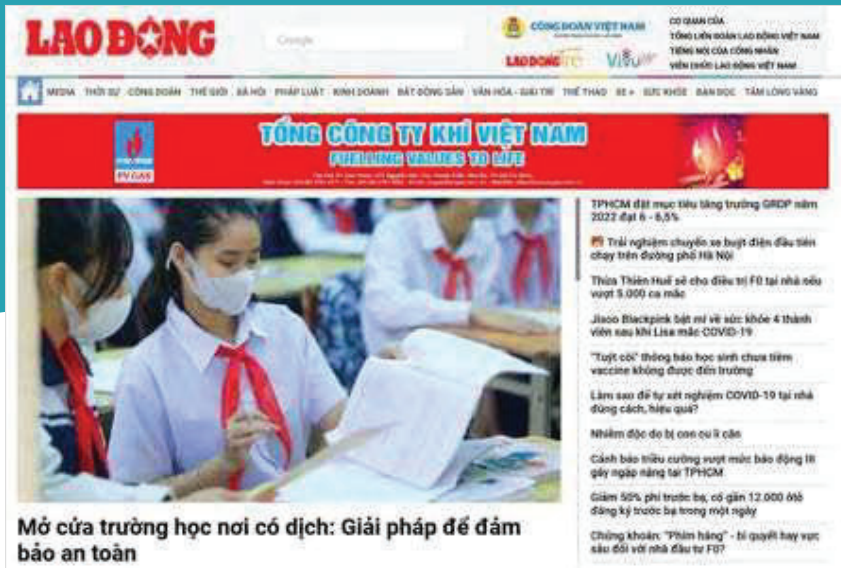 LAO ĐỘNG
Google
CÔNG ĐOÀN VIỆT NAM
LAO ĐỘNG
CƠ QUAN CỦA
TỔNG LIÊN ĐOÀN LAO ĐỘNG VIỆT NAM
TIẾNG NÓI CỦA CÔNG NHÂN
VIÊN CHỨC LAO ĐỘNG VIỆT NAM
MEDIA THỜI SỰ CÔNG ĐOÀN THẾ GIỚI XÃ HỘI PHÁP LUẬT KINH DOANH BẤT ĐỘNG SẢN VĂN HÓA - GIẢI TRÍ THỂ THAO XE + SỨC KHỎE BẠN ĐỌC TẤM LÒNG VÀNG
TỔNG CÔNG TY KHÍ VIỆT NAM
FUELLING VALUES TO LIFE
PV GAS
TPHCM đặt mục tiêu tăng trưởng GRDP năm
2022 đạt 6 - 6,5%
Trải nghiệm chuyến xe buýt điện đầu tiên
chạy trên đường phố Hà Nội
Thừa Thiên Huế sẽ cho điều trị F0 tại nhà nếu
vượt 5.000 ca mắc
Jisoo Blackpink bật mí về sức khỏe 4 thành
viên sau khi Lisa mắc COVID-19
"Tuýt còi" thông báo học sinh chưa tiêm
vaccine không được đến trường
Làm sao để tự xét nghiệm COVID-19 tại nhà
đúng cách, hiệu quả?
Nhiễm độc do bị con cu li cắn
Cảnh báo triều cường vượt mức báo động III
gây ngập nặng tại TPHCM
Giảm 50% phí trước bạ, có gần 12.000 ôtô
đăng ký trước bạ trong một ngày
Chứng khoán: "Phím hàng" - bí quyết hay vực
sâu đối với nhà đầu tư F0?
Mở cửa trường học nơi có dịch: Giải pháp để đảm
bảo an toàn